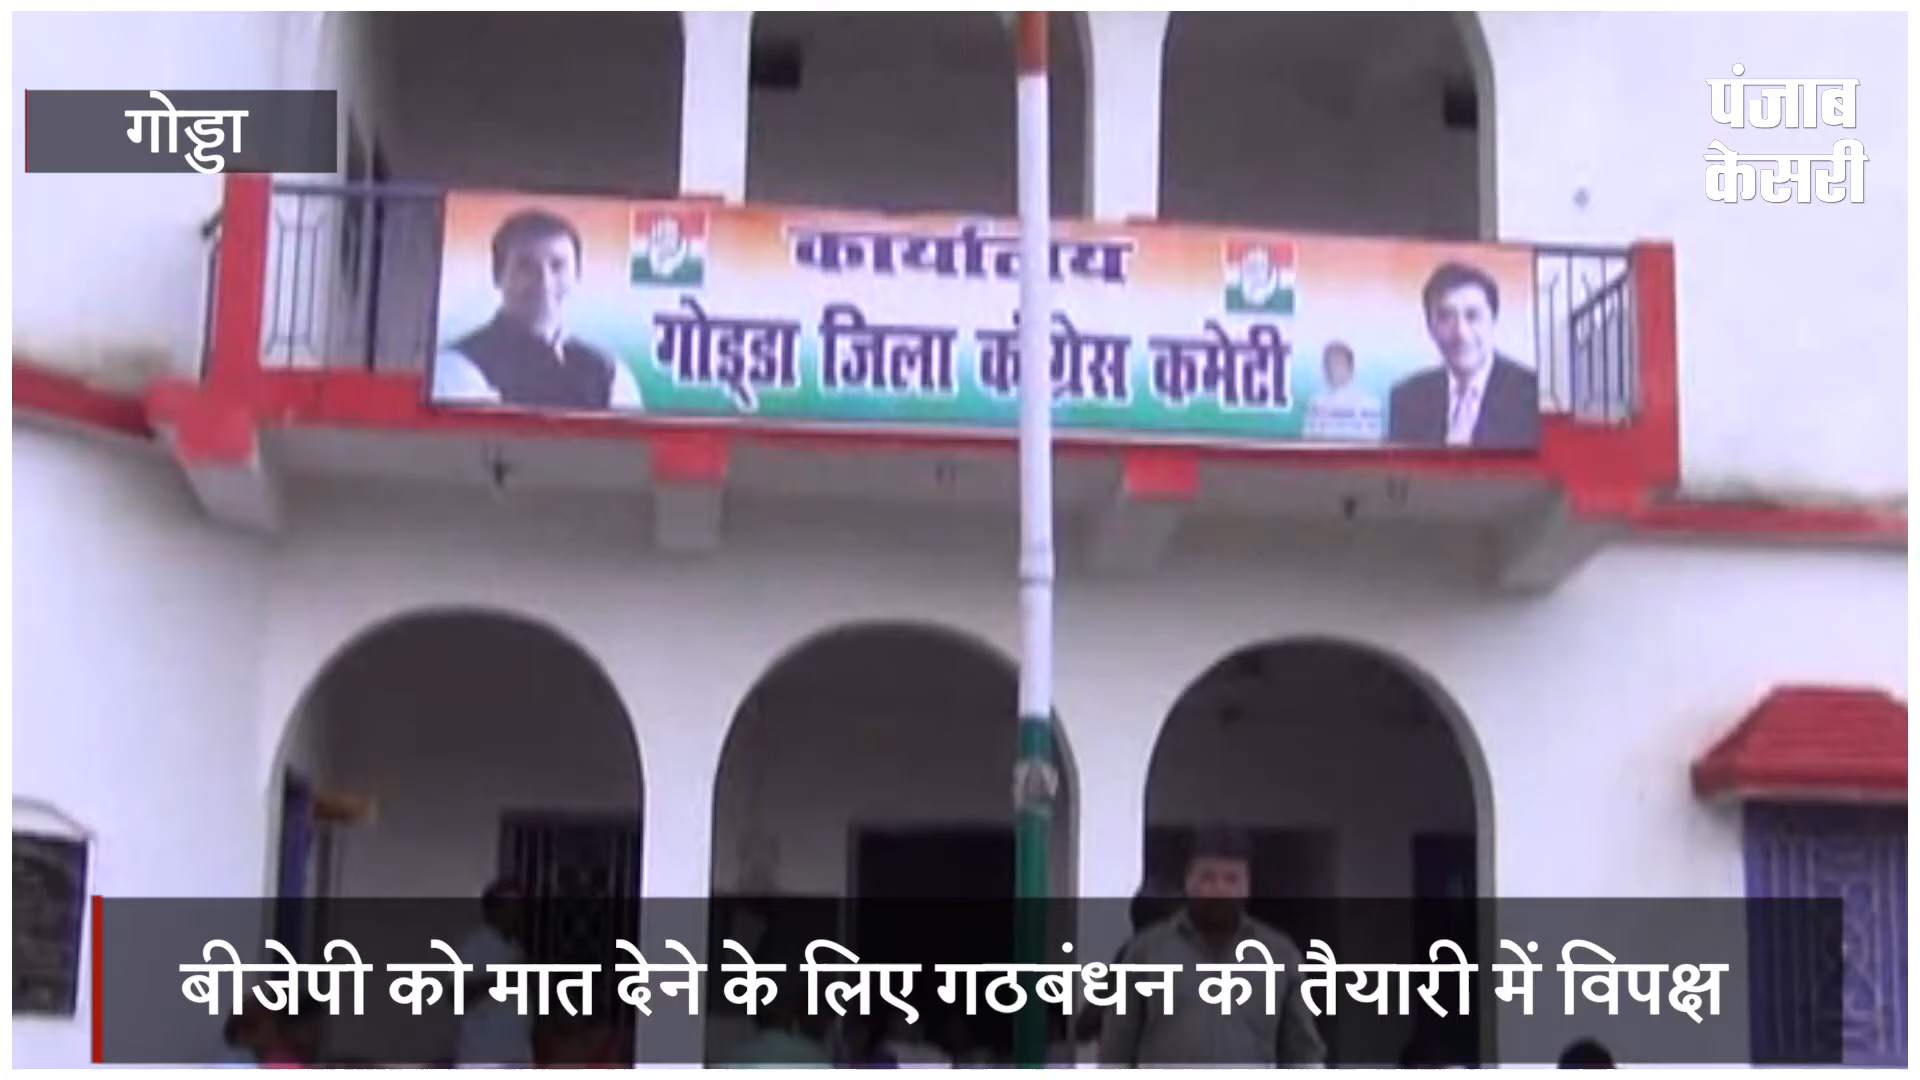 गोड्डा
पंजाब
केसरी
कार्यालय
गोड्डा जिला कांग्रेस कमेटी
बीजेपी को मात देने के लिए गठबंधन की तैयारी में विपक्ष